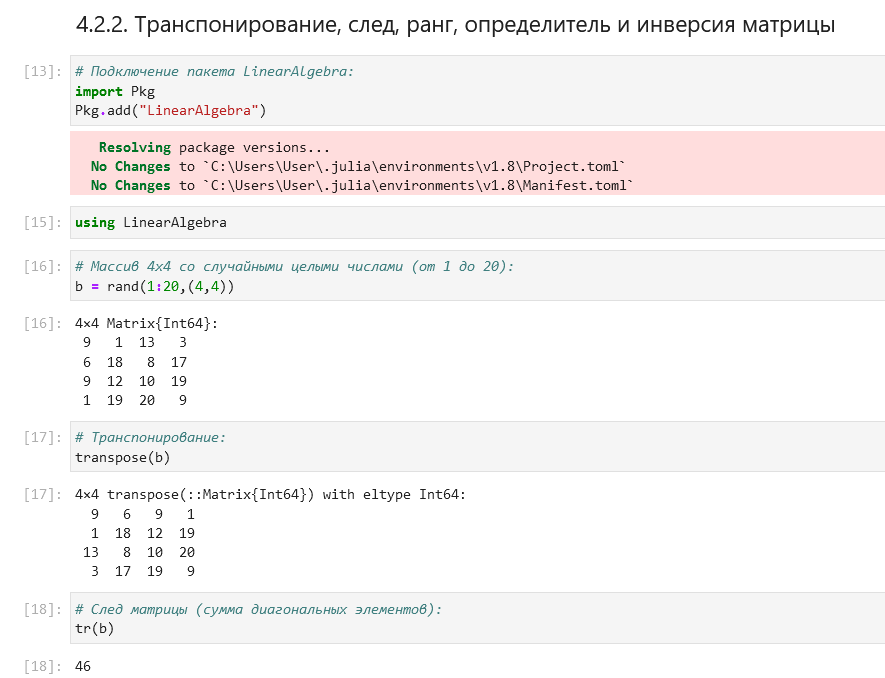 4.2.2. Транспонирование, след, ранг, определитель и инверсия матрицы
[13]: # Подключение пакета LinearAlgebra:
import Pkg
Pkg.add("LinearAlgebra")
Resolving package versions...
No Changes to `C:\Users\User\.julia\environments\v1.8\Project.toml`
No Changes to `C:\Users\User\.julia\environments\v1.8\Manifest.toml`
[15]: using LinearAlgebra
[16]: # Массив 4x4 со случайными целыми числами (от 1 до 20):
b = rand(1:20,(4,4))
[16]: 4×4 Matrix{Int64}:
9 1 13 3
6 18 8 17
9 12 10 19
1 19 20 9
[17]: # Транспонирование:
transpose(b)
[17]: 4×4 transpose(::Matrix{Int64}) with eltype Int64:
9 6 9 1
1 18 12 19
13 8 10 20
3 17 19 9
[18]: # След матрицы (сумма диагональных элементов):
tr(b)
[18]: 46